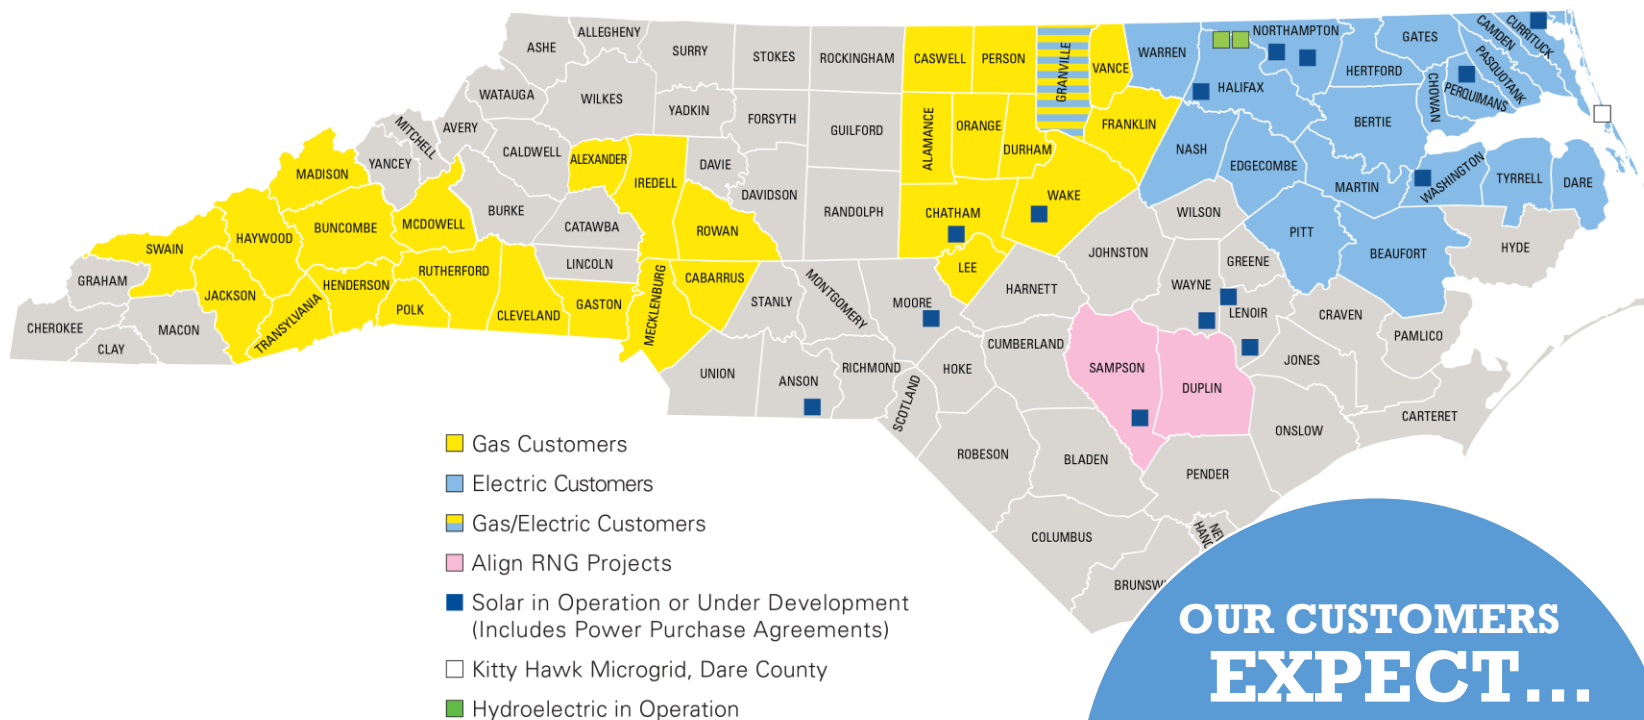 ALLEGHENY
ASHE
SURRY
STOKES
ROCKINGHAM
CASWELL
PERSON
GRANVILLE
VANCE
WARREN
NORTHAMPTON
GATES
CAMDEN
CURRITUCK
PASQUOTANK
PERQUIMANS
CHOWAN
HERTFORD
HALIFAX
WATAUGA
WILKES
YADKIN
FORSYTH
GUILFORD
ALAMANCE
ORANGE
DURHAM
FRANKLIN
NASH
EDGECOMBE
BERTIE
MARTIN
WASHINGTON
TYRRELL
DARE
MITCHELL
AVERY
YANCEY
CALDWELL
ALEXANDER
IREDELL
DAVIE
DAVIDSON
RANDOLPH
CHATHAM
WAKE
WILSON
PITT
BEAUFORT
HYDE
MADISON
BUNCOMBE
MCDOWELL
BURKE
CATAWBA
ROWAN
SWAIN
HAYWOOD
RUTHERFORD
LINCOLN
CABARRUS
LEE
JOHNSTON
GREENE
GRAHAM
JACKSON
HENDERSON
POLK
CLEVELAND
GASTON
MECKLENBURG
STANLY
MONTGOMERY
MOORE
HARNETT
WAYNE
LENOIR
CRAVEN
PAMLICO
CHEROKEE
CLAY
MACON
TRANSYLVANIA
UNION
ANSON
RICHMOND
SCOTLAND
HOKE
CUMBERLAND
SAMPSON
DUPLIN
JONES
CARTERET
ONSLOW
ROBESON
BLADEN
PENDER
COLUMBUS
Gas Customers
Electric Customers
Gas/Electric Customers
Align RNG Projects
Solar in Operation or Under Development
(Includes Power Purchase Agreements)
Kitty Hawk Microgrid, Dare County
Hydroelectric in Operation
OUR CUSTOMERS
EXPECT...